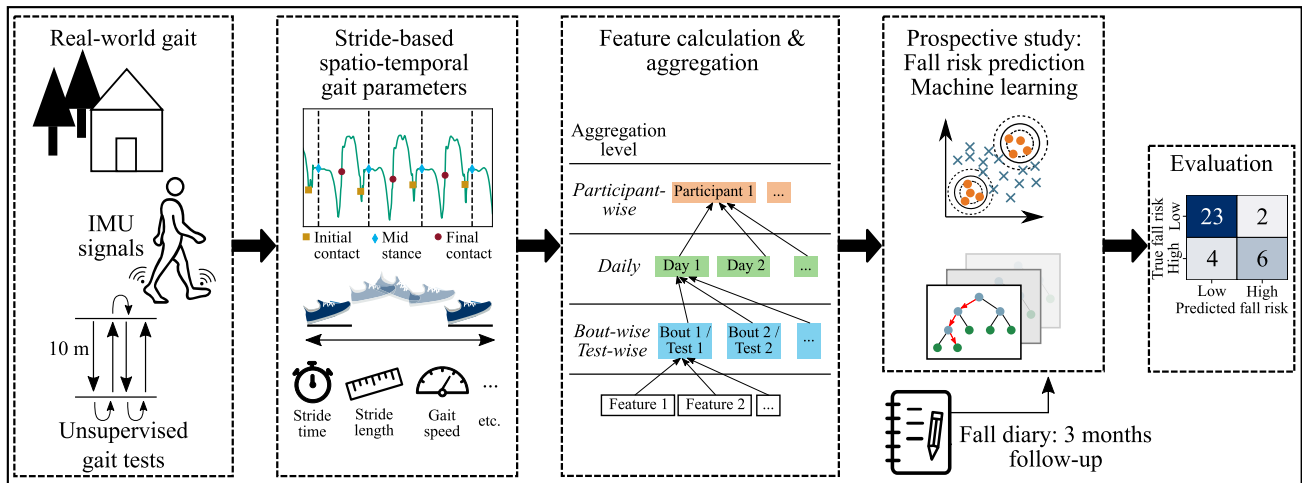 Real-world gait
IMU
signals
10 m
Unsupervised
gait tests
Stride-based
spatio-temporal
gait parameters
Initial
contact
Mid
stance
Final
contact
Stride
time
Stride
length
Gait
speed
...
etc.
Feature calculation &
aggregation
Aggregation
level
Participant-
wise
Participant 1
...
Daily
Day 1
Day 2
...
Bout-wise
Test-wise
Bout 1 /
Test 1
Bout 2 /
Test 2
...
Feature 1
Feature 2
...
Prospective study:
Fall risk prediction
Machine learning
Fall diary: 3 months
follow-up
Evaluation
True fall risk
Low
High
23
2
4
6
Low
High
Predicted fall risk